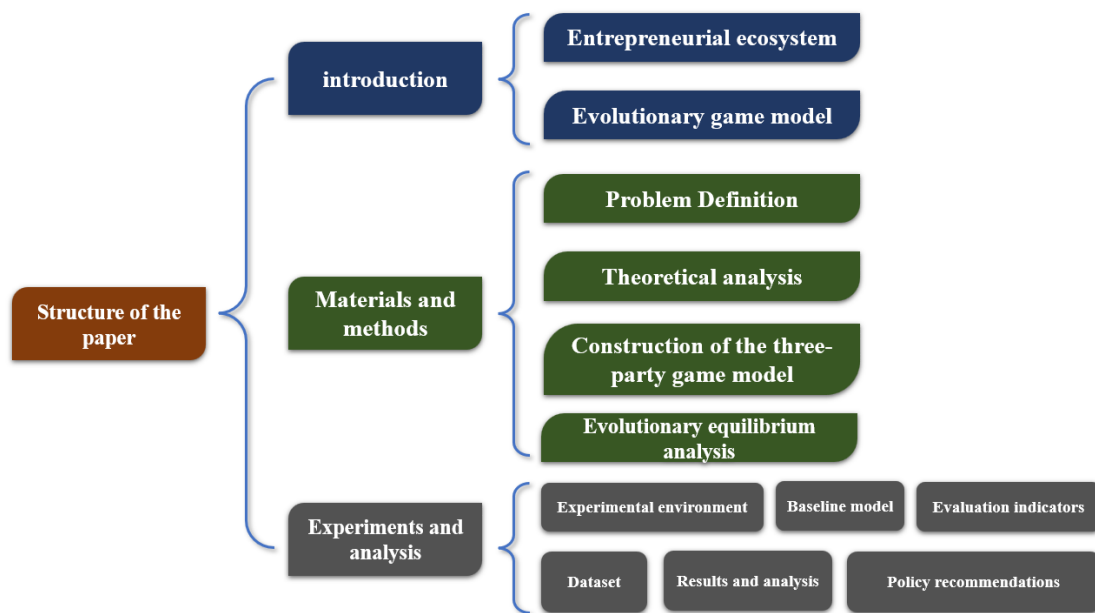 Structure of the
paper
introduction
Entrepreneurial ecosystem
Evolutionary game model
Materials and
methods
Problem Definition
Theoretical analysis
Construction of the three-
party game model
Evolutionary equilibrium
analysis
Experiments and
analysis
Experimental environment
Baseline model
Evaluation indicators
Dataset
Results and analysis
Policy recommendations